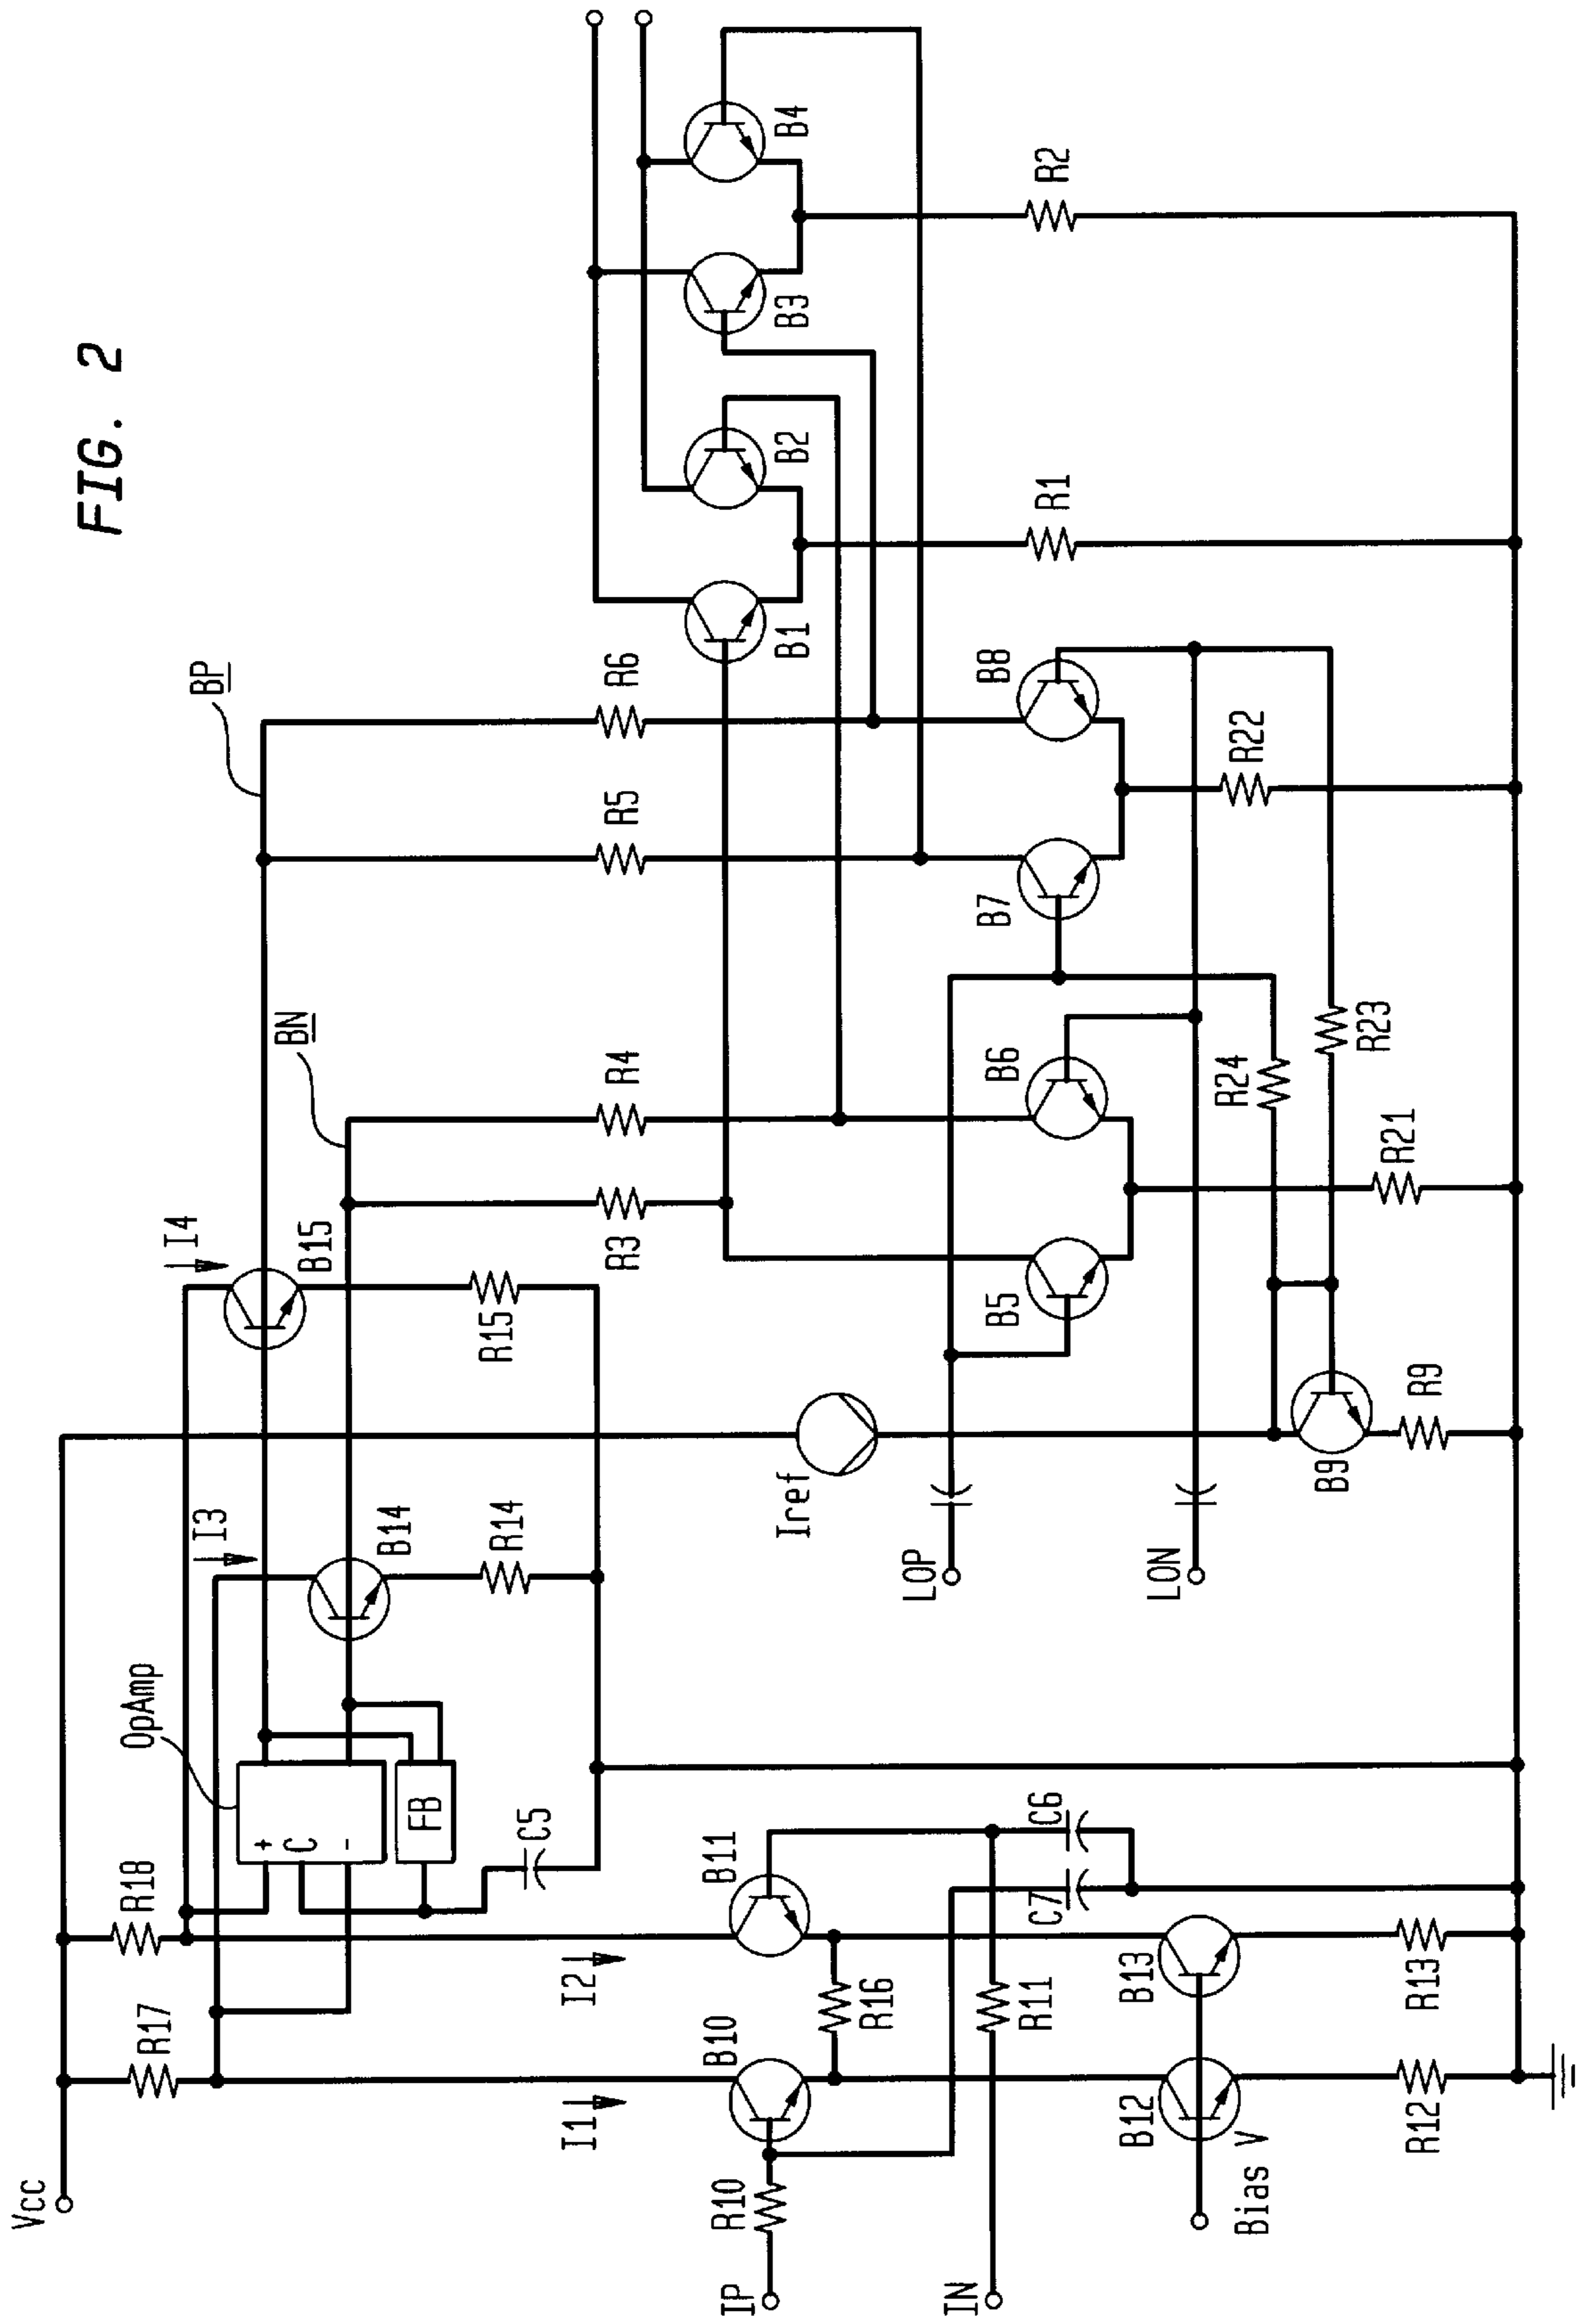 FIG. 2
Vcc
R17
R18
OpAmp
+
C
-
FB
C5
I3
B14
R14
I4
B15
R15
BN
BP
R3
R4
R5
R6
I1
I2
B10
B11
R10
R16
R11
C7
C6
IP
IN
B12
B13
Bias V
R12
R13
Iref
LOP
LON
B9
R9
B5
B6
R24
R23
R21
B7
B8
R22
B1
B2
B3
B4
R1
R2